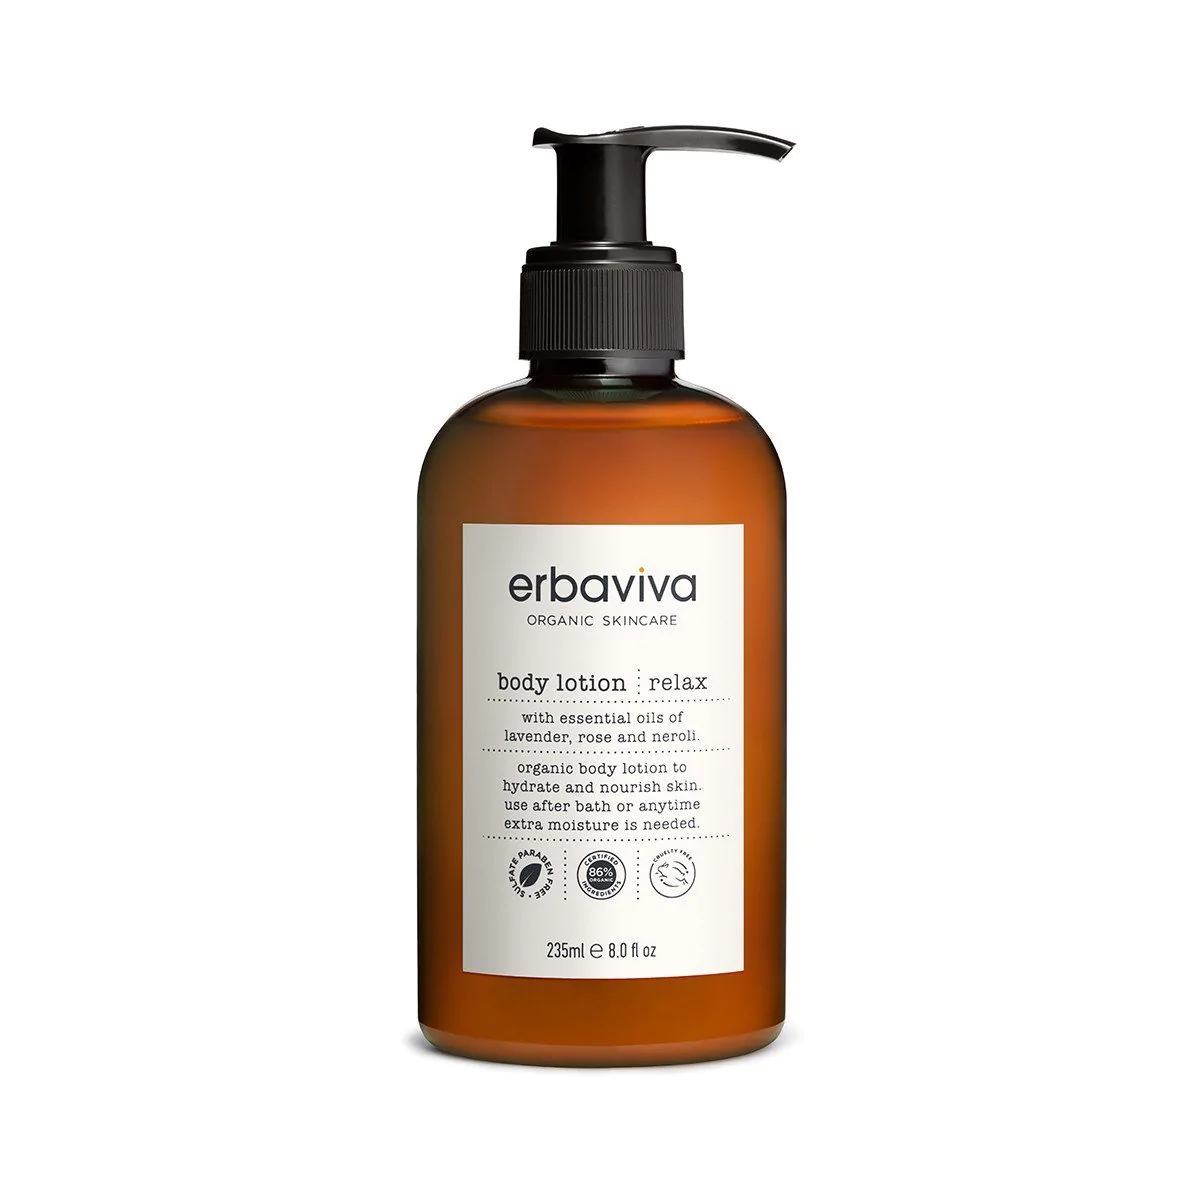 erbaviva
ORGANIC SKINCARE
body lotion
relax
with essential oils of
lavender, rose and neroli.
organic body lotion to
hydrate and nourish skin.
use after bath or anytime
extra moisture is needed.
SULFATE PARABEN FREE
CERTIFIED
86%
ORGANIC
INGREDIENTS
CRUELTY FREE
235ml ℮ 8.0 fl oz